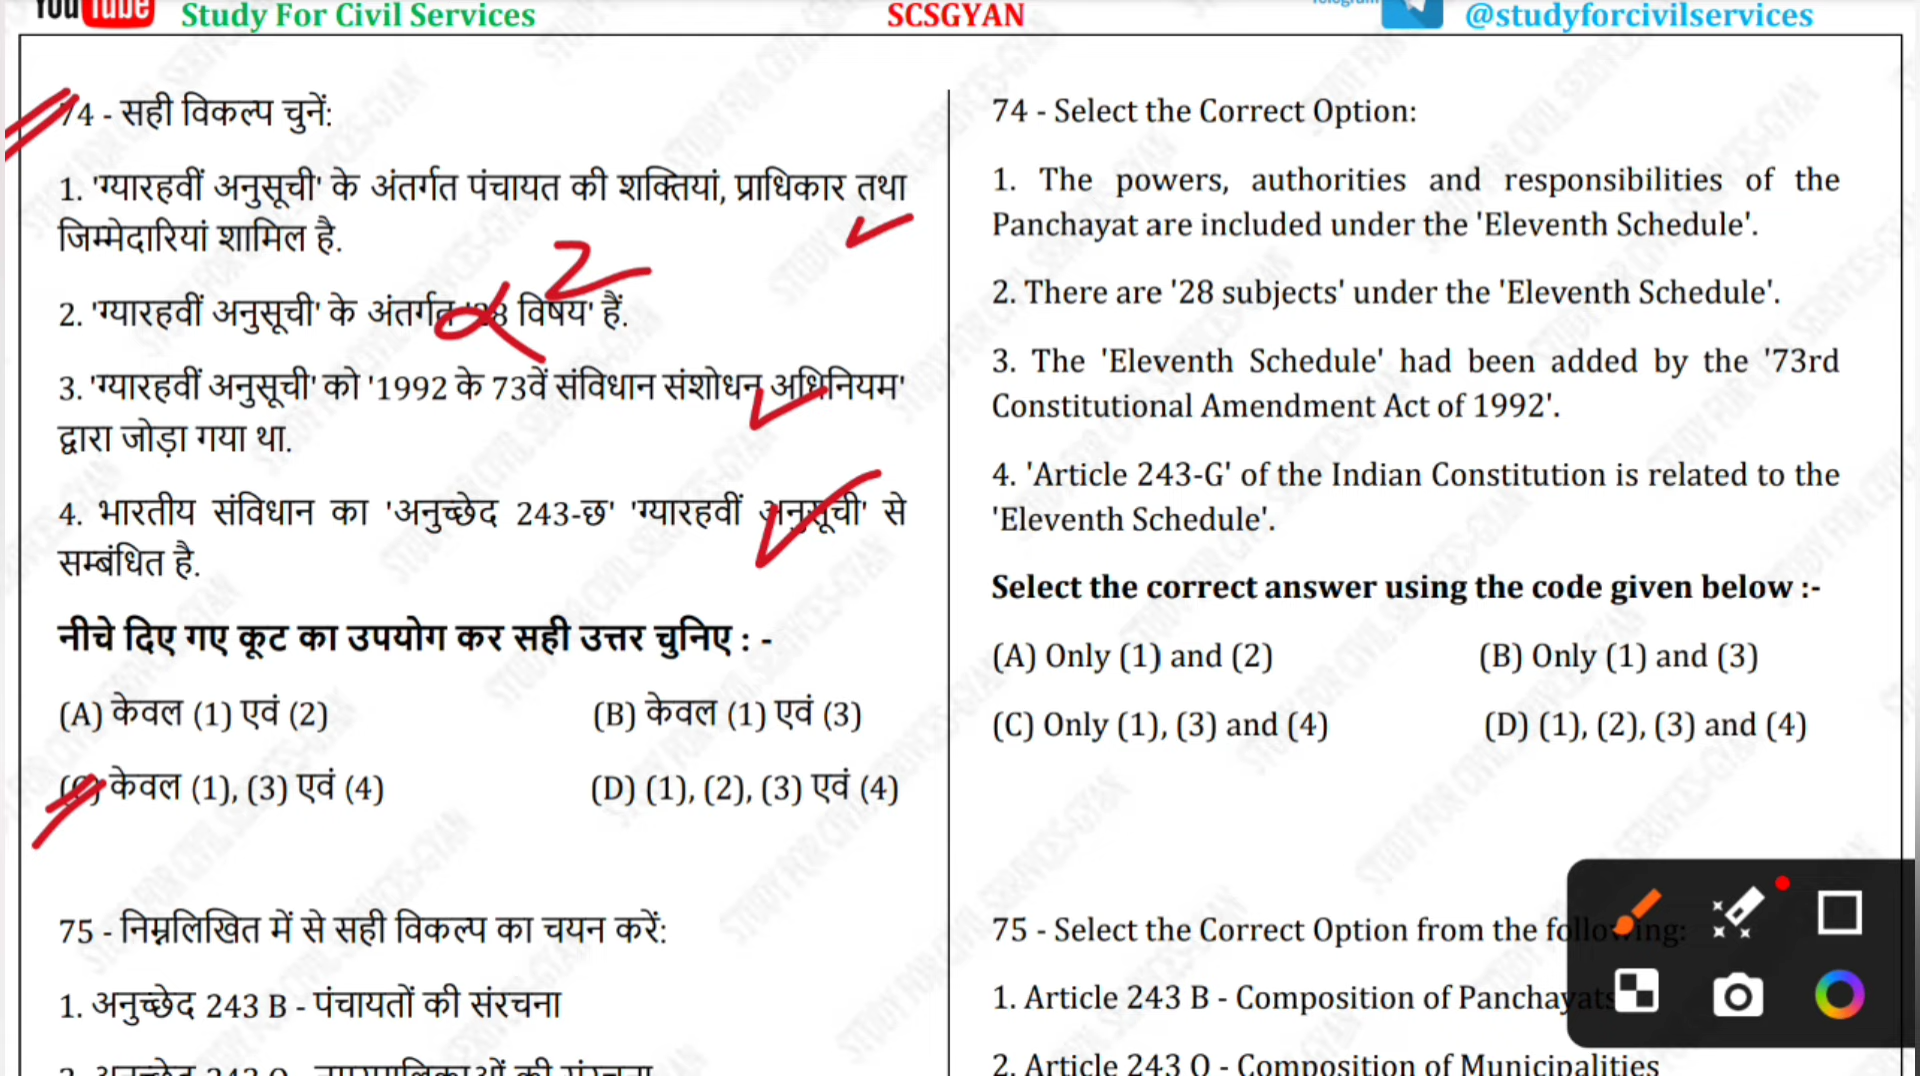 You Tube
Study For Civil Services
SCSGYAN
@studyforcivilservices
74 - सही विकल्प चुनें:
1. 'ग्यारहवीं अनुसूची' के अंतर्गत पंचायत की शक्तियां, प्राधिकार तथा
जिम्मेदारियां शामिल है.
2. 'ग्यारहवीं अनुसूची' के अंतर्गत '28 विषय' हैं.
3. 'ग्यारहवीं अनुसूची' को '1992 के 73वें संविधान संशोधन अधिनियम'
द्वारा जोड़ा गया था.
4. भारतीय संविधान का 'अनुच्छेद 243-छ' 'ग्यारहवीं अनुसूची' से
सम्बंधित है.
नीचे दिए गए कूट का उपयोग कर सही उत्तर चुनिए : -
(A) केवल (1) एवं (2)
(B) केवल (1) एवं (3)
(C) केवल (1), (3) एवं (4)
(D) (1), (2), (3) एवं (4)
75 - निम्नलिखित में से सही विकल्प का चयन करें:
1. अनुच्छेद 243 B - पंचायतों की संरचना
74 - Select the Correct Option:
1. The powers, authorities and responsibilities of the
Panchayat are included under the 'Eleventh Schedule'.
2. There are '28 subjects' under the 'Eleventh Schedule'.
3. The 'Eleventh Schedule' had been added by the '73rd
Constitutional Amendment Act of 1992'.
4. 'Article 243-G' of the Indian Constitution is related to the
'Eleventh Schedule'.
Select the correct answer using the code given below :-
(A) Only (1) and (2)
(B) Only (1) and (3)
(C) Only (1), (3) and (4)
(D) (1), (2), (3) and (4)
75 - Select the Correct Option from the following:
1. Article 243 B - Composition of Panchayats
2. Article 243 Q - Composition of Municipalities